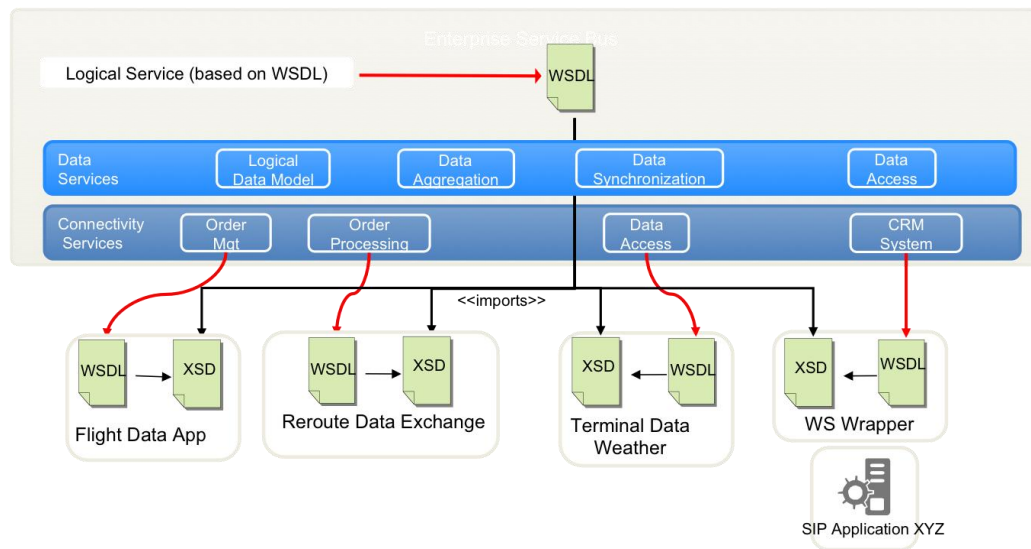 Enterprise Service Bus
Logical Service (based on WSDL)
WSDL
Data
Services
Logical
Data Model
Data
Aggregation
Data
Synchronization
Data
Access
Connectivity
Services
Order
Mgt
Order
Processing
Data
Access
CRM
System
<<imports>>
WSDL
XSD
Flight Data App
WSDL
XSD
Reroute Data Exchange
XSD
WSDL
Terminal Data
Weather
XSD
WSDL
WS Wrapper
SIP Application XYZ